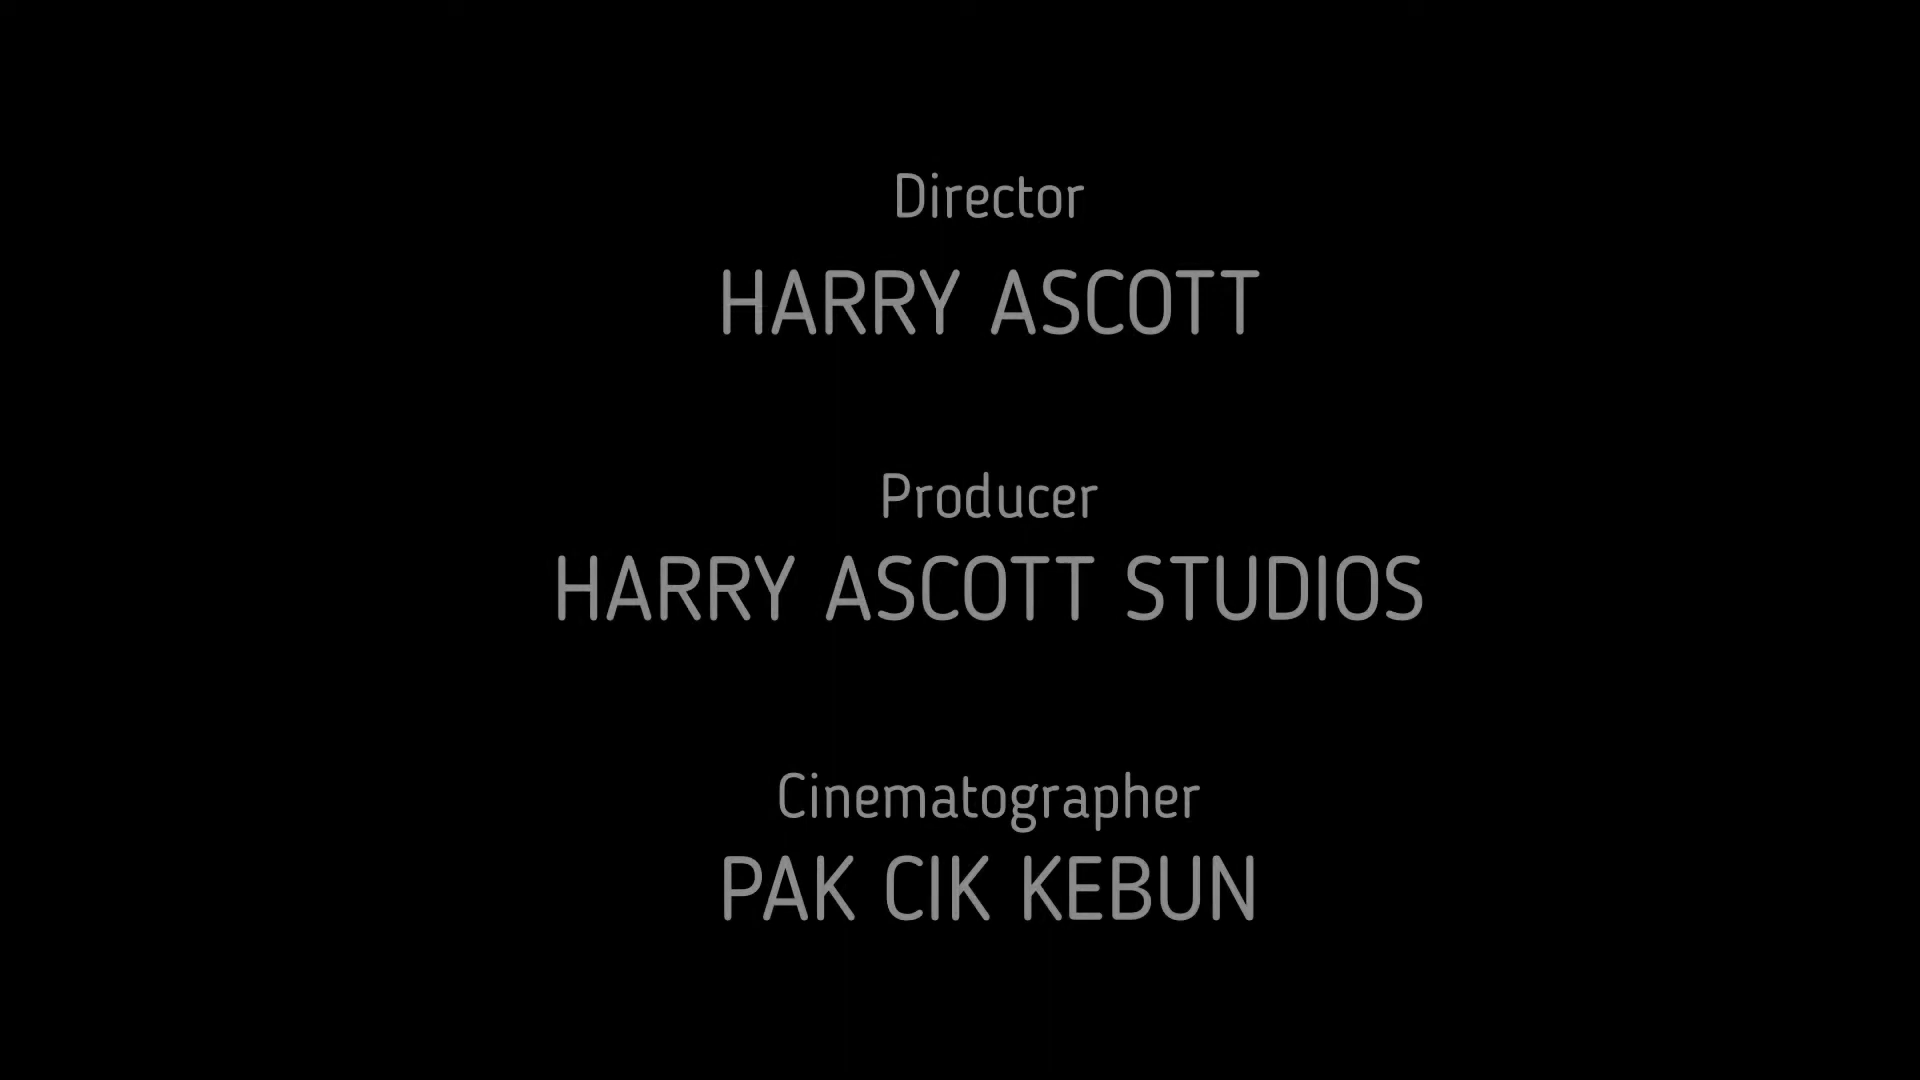 Director
HARRY ASCOTT
Producer
HARRY ASCOTT STUDIOS
Cinematographer
PAK CIK KEBUN